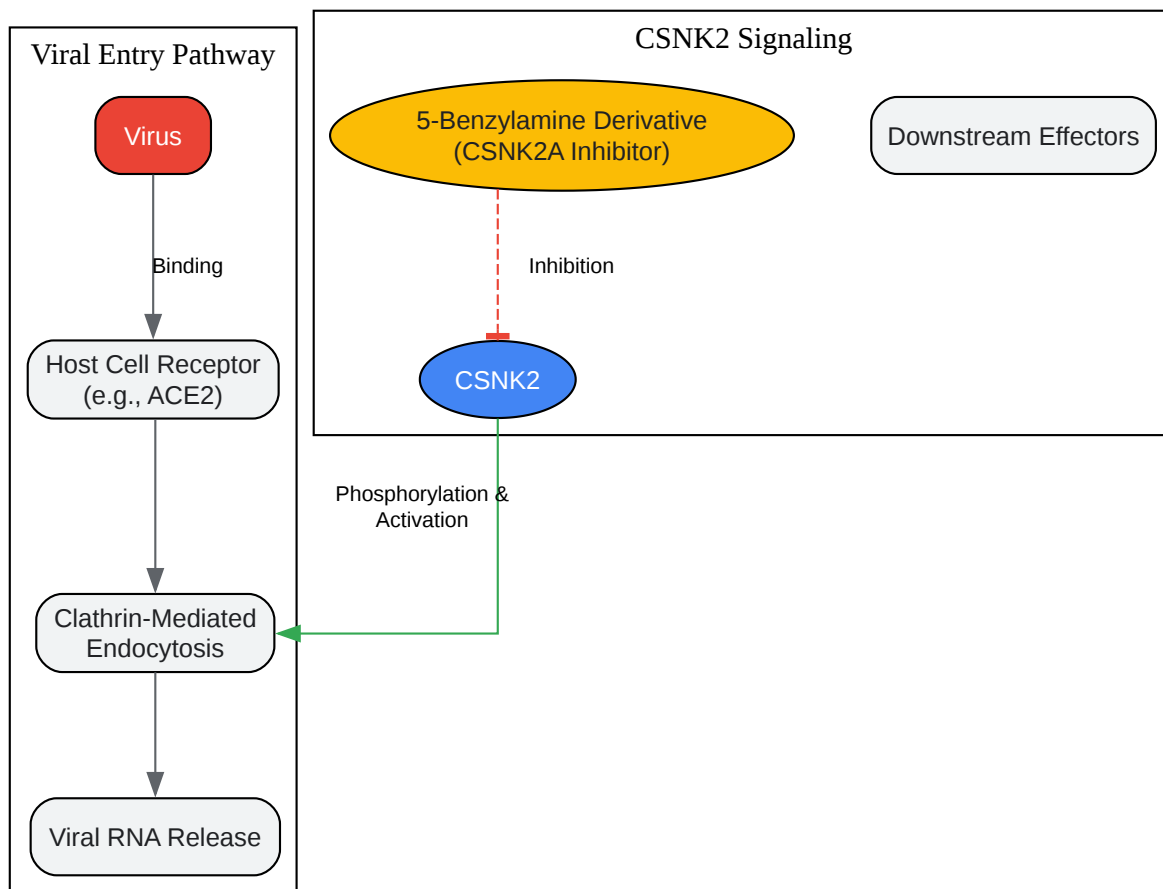 Viral Entry Pathway
Virus
Binding
Host Cell Receptor
(e.g., ACE2)
Clathrin-Mediated
Endocytosis
Viral RNA Release
CSNK2 Signaling
5-Benzylamine Derivative
(CSNK2A Inhibitor)
Downstream Effectors
Inhibition
CSNK2
Phosphorylation &
Activation